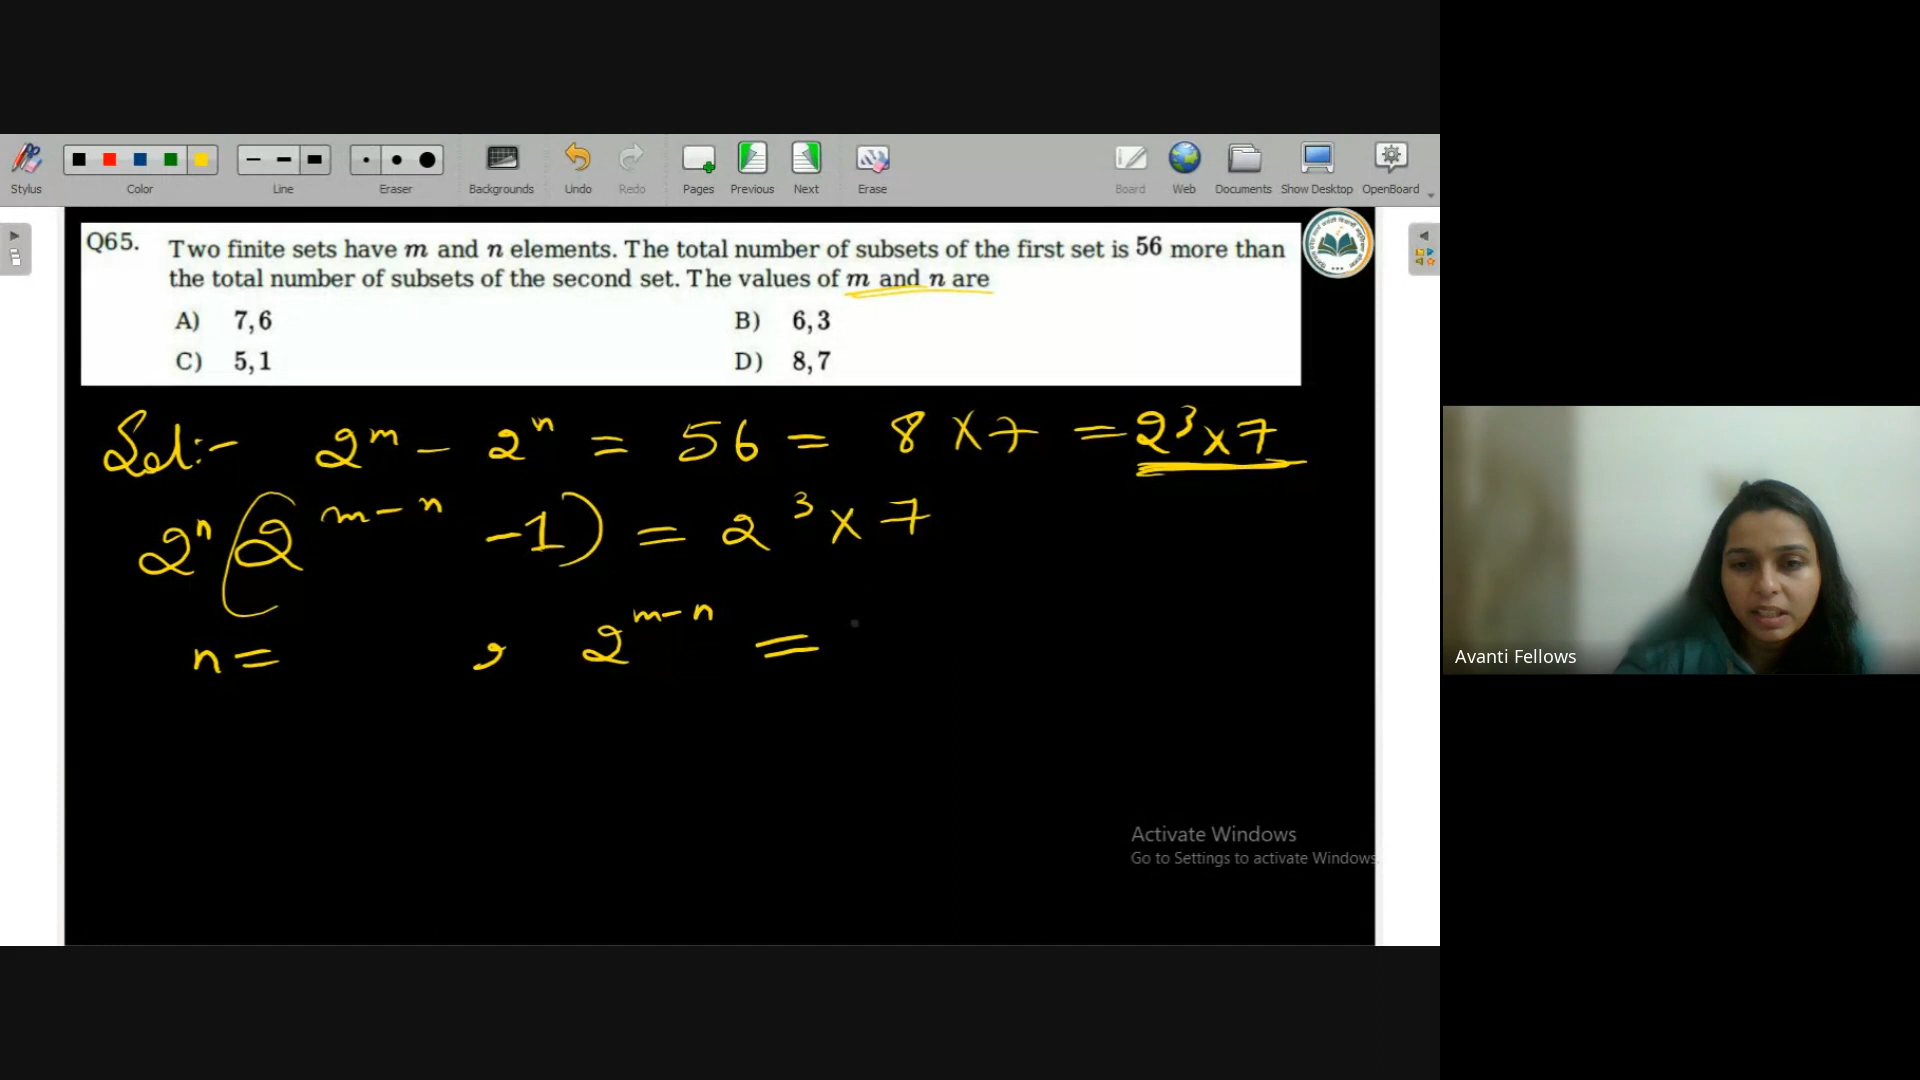 Stylus Color Line Eraser Backgrounds Undo Redo Pages Previous Next Erase Board Web Documents Show Desktop OpenBoard
Q65. Two finite sets have m and n elements. The total number of subsets of the first set is 56 more than
the total number of subsets of the second set. The values of m and n are
A) 7,6 B) 6,3
C) 5,1 D) 8,7
Sol:- 2^m - 2^n = 56 = 8 × 7 = 2^3 × 7
2^n (2^{m-n} - 1) = 2^3 × 7
n = , 2^{m-n} =
Avanti Fellows
Activate Windows
Go to Settings to activate Windows.